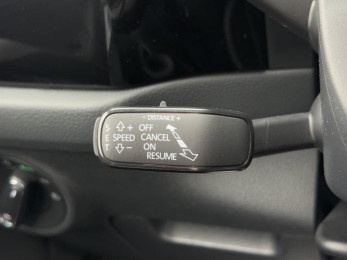 - DISTANCE +
S + OFF
E SPEED CANCEL
T - ON
RESUME